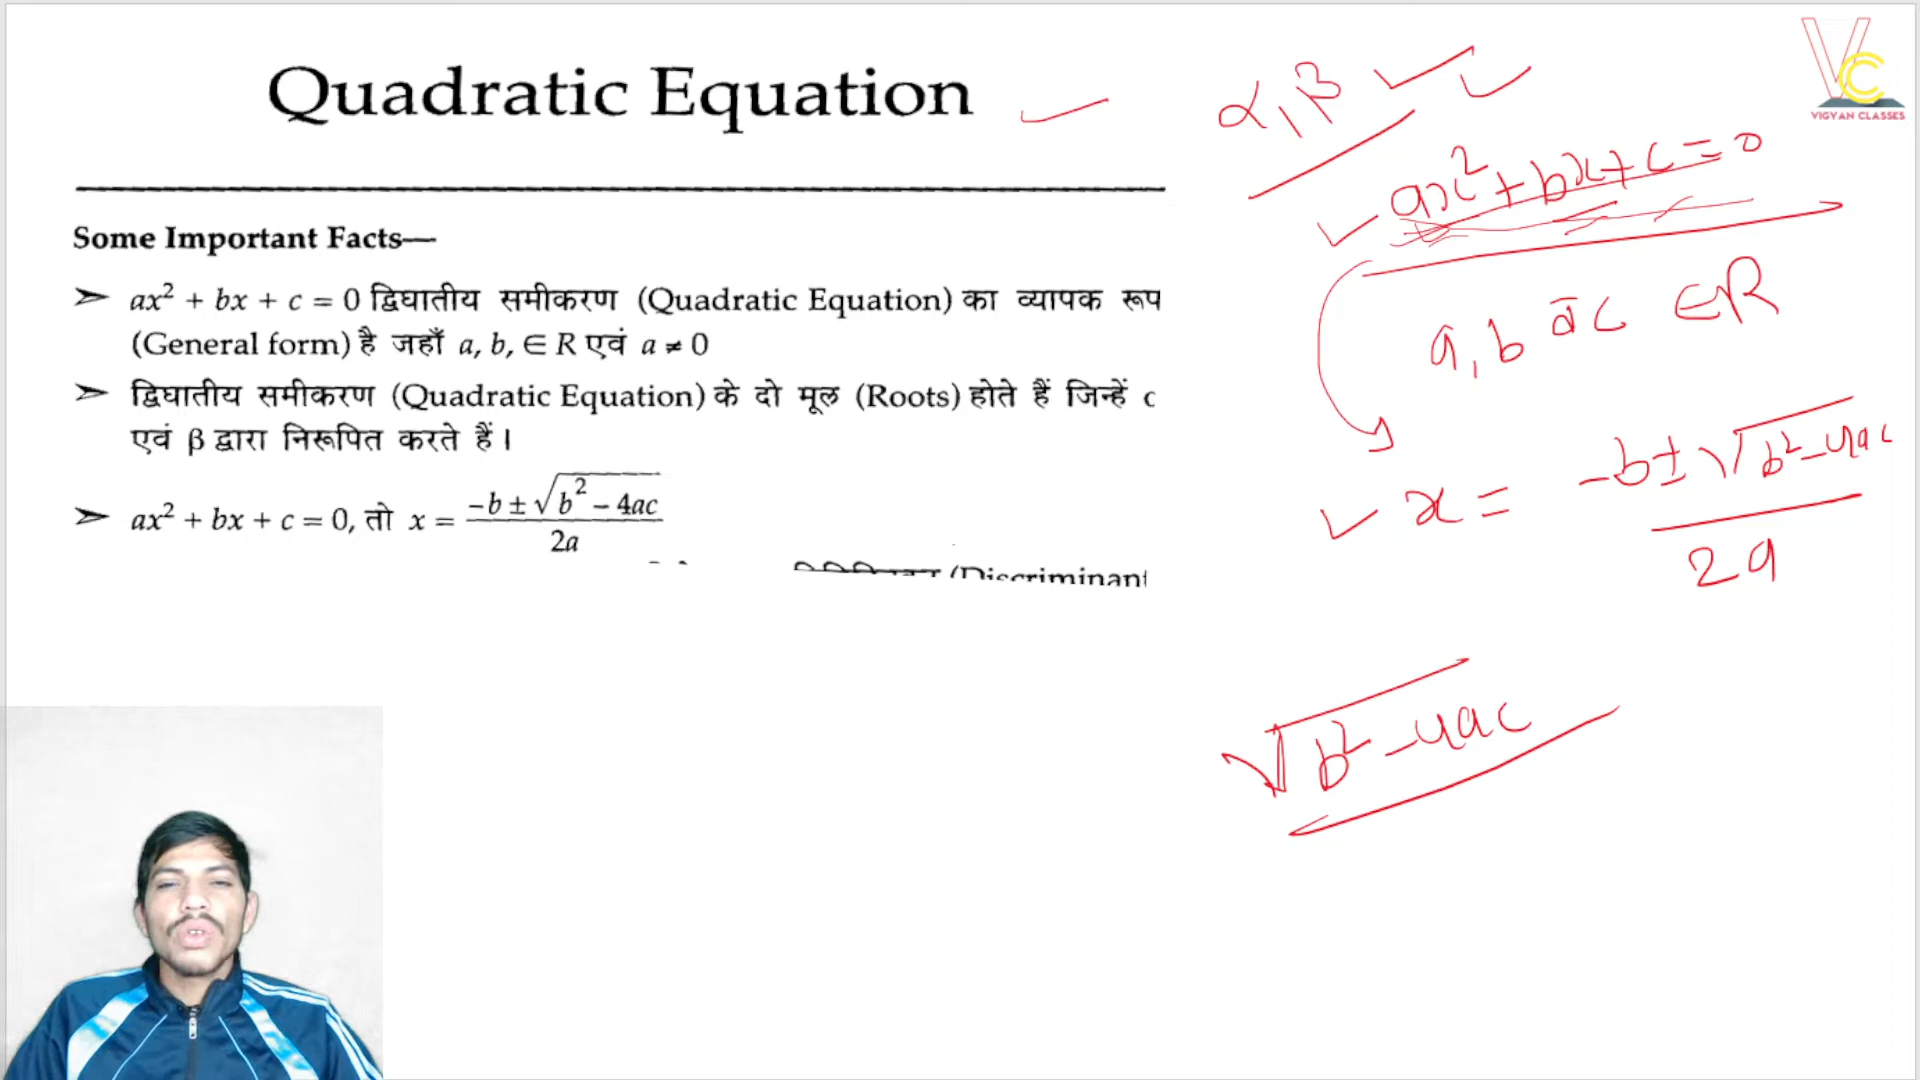 Quadratic Equation
VIGYAN CLASSES
Some Important Facts—
➢ ax² + bx + c = 0 द्विघातीय समीकरण (Quadratic Equation) का व्यापक रूप
(General form) है जहाँ a, b, ∈ R एवं a ≠ 0
➢ द्विघातीय समीकरण (Quadratic Equation) के दो मूल (Roots) होते हैं जिन्हें
एवं β द्वारा निरूपित करते हैं।
➢ ax² + bx + c = 0, तो x = (-b ± √(b² - 4ac)) / 2a
(Discriminant
α, β
ax² + bx + c = 0
a, b c ∈ R
x = (-b ± √(b² - 4ac)) / 2a
√(b² - 4ac)